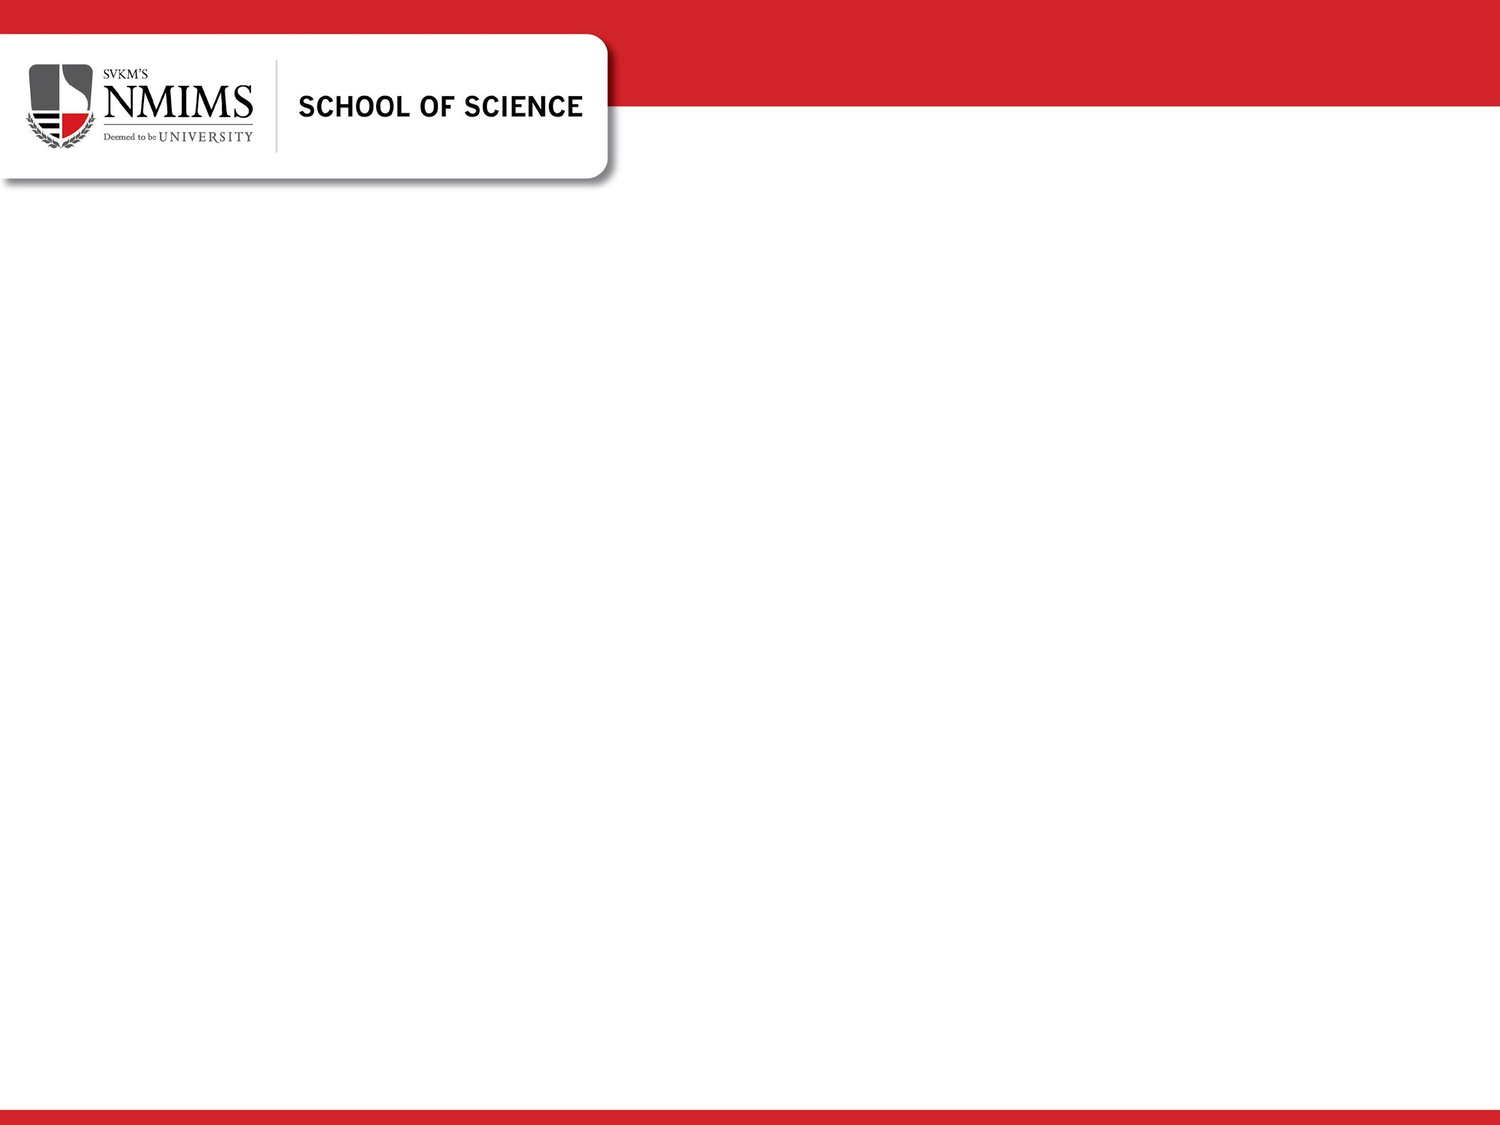 SVKM'S
NMIMS
Deemed to be UNIVERSITY
SCHOOL OF SCIENCE